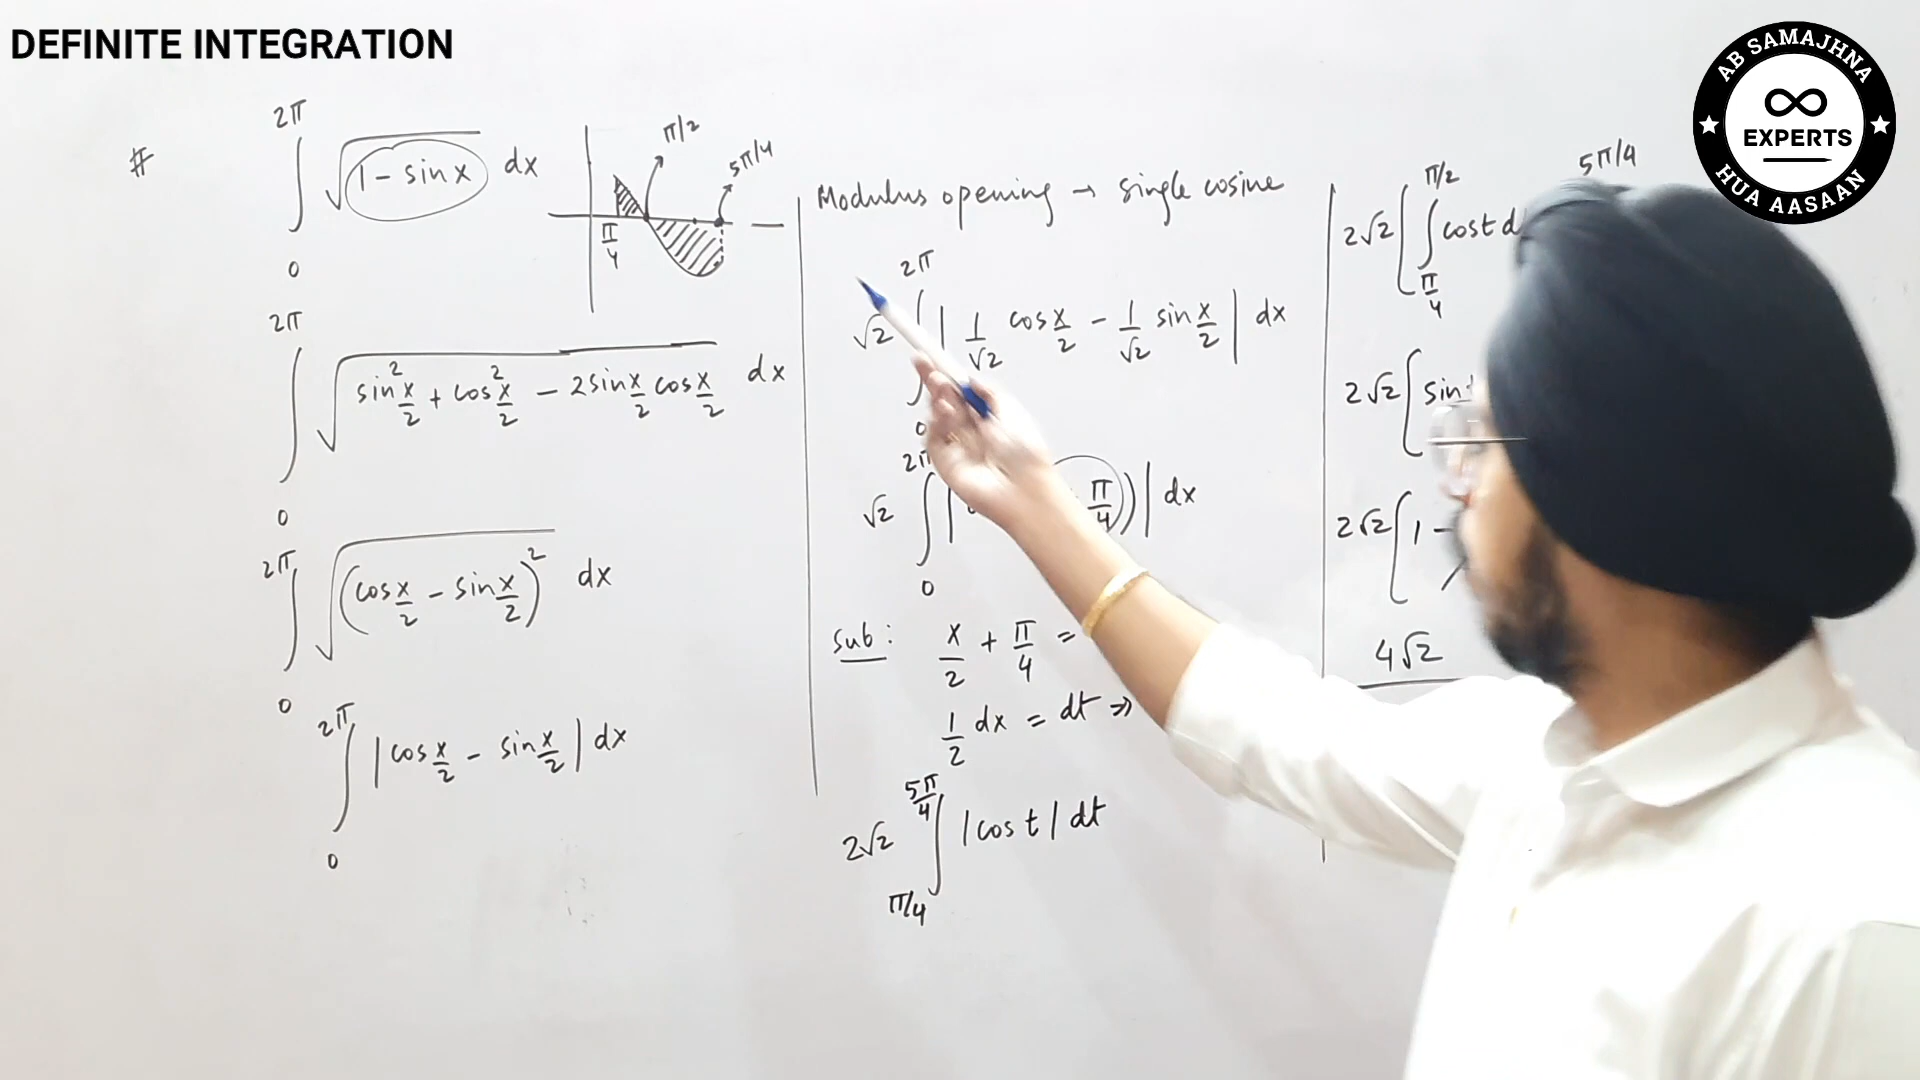 DEFINITE INTEGRATION
AB SAMAJHNA
∞
EXPERTS
HUA AASAAN
# ∫₀^{2π} √(1 - sin x) dx
π/2
5π/4
π/4
∫₀^{2π} √(sin² x/2 + cos² x/2 - 2 sin x/2 cos x/2) dx
∫₀^{2π} √((cos x/2 - sin x/2)²) dx
∫₀^{2π} |cos x/2 - sin x/2| dx
Modulus opening → single cosine
√2 ∫₀^{2π} | 1/√2 cos x/2 - 1/√2 sin x/2 | dx
√2 ∫₀^{2π} | π/4)| dx
Sub : x/2 + π/4 =
1/2 dx = dt ⇒
2√2 ∫_{π/4}^{5π/4} |cos t| dt
2√2 [ ∫_{π/4}^{π/2} cos t d 5π/4
2√2 [ sin t
2√2 [ 1 -
4√2